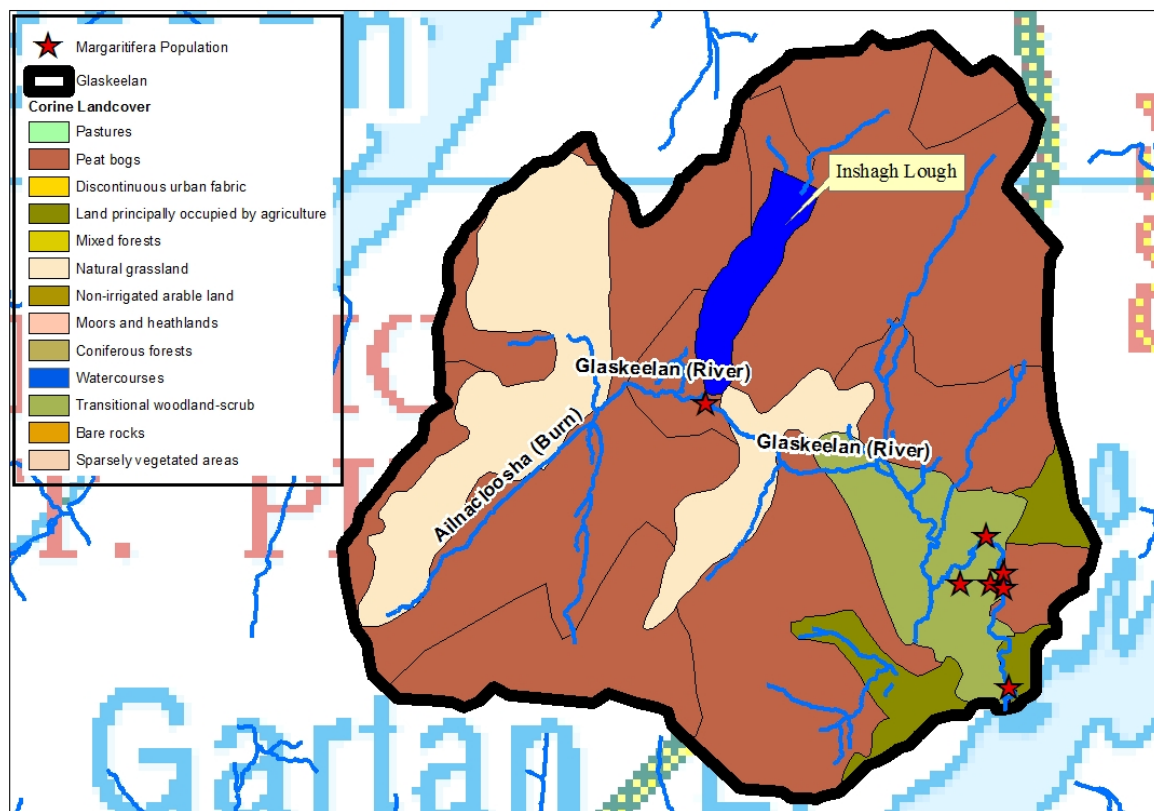 Margaritifera Population
Glaskeelan
Corine Landcover
Pastures
Peat bogs
Discontinuous urban fabric
Land principally occupied by agriculture
Mixed forests
Natural grassland
Non-irrigated arable land
Moors and heathlands
Coniferous forests
Watercourses
Transitional woodland-scrub
Bare rocks
Sparsely vegetated areas
Inshagh Lough
Glaskeelan (River)
Ailnacloosha (Burn)
Glaskeelan (River)
Gartan